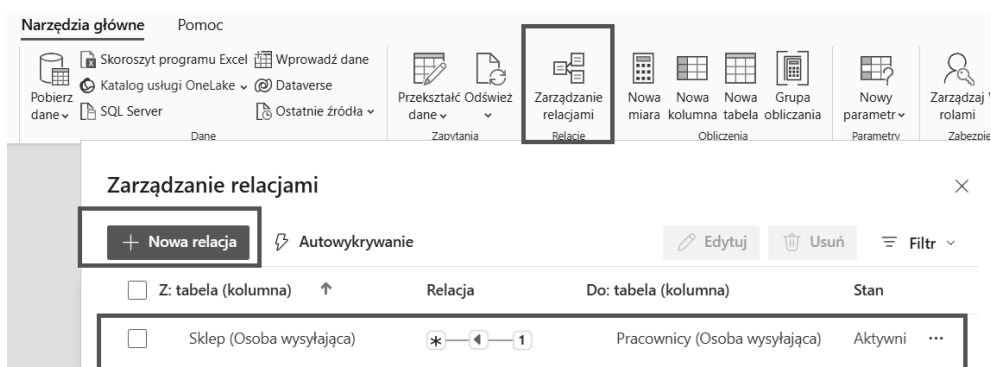 Narzędzia główne Pomoc
Skoroszyt programu Excel Wprowadź dane
Katalog usługi OneLake Dataverse
SQL Server Ostatnie źródła
Pobierz dane
Przekształć dane Odśwież
Zarządzanie relacjami
Nowa miara Nowa kolumna Nowa tabela Grupa obliczania
Nowy parametr
Zarządzaj rolami
Dane Zapytania Relacje Obliczenia Parametry Zabezpie
Zarządzanie relacjami
+ Nowa relacja Autowykrywanie Edytuj Usuń Filtr
Z: tabela (kolumna) ↑ Relacja Do: tabela (kolumna) Stan
Sklep (Osoba wysyłająca) * 1 Pracownicy (Osoba wysyłająca) Aktywni ...